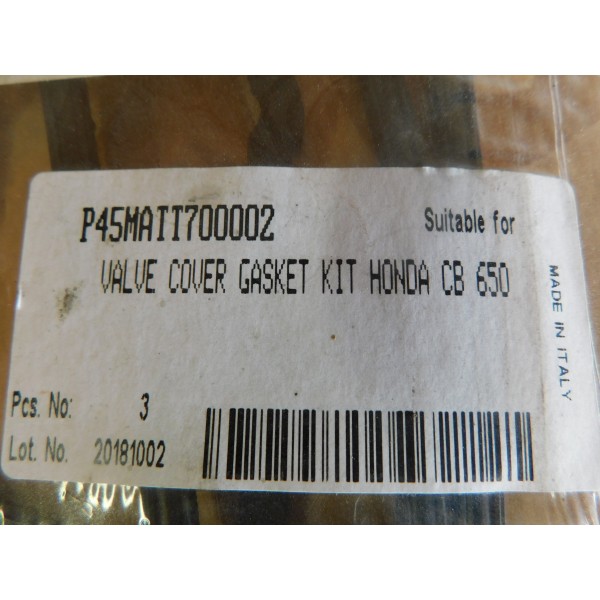 P45MATT700002 Suitable for
VALVE COVER GASKET KIT HONDA CB 650
Pcs. No: 3
Lot. No. 20181002
MADE IN ITALY